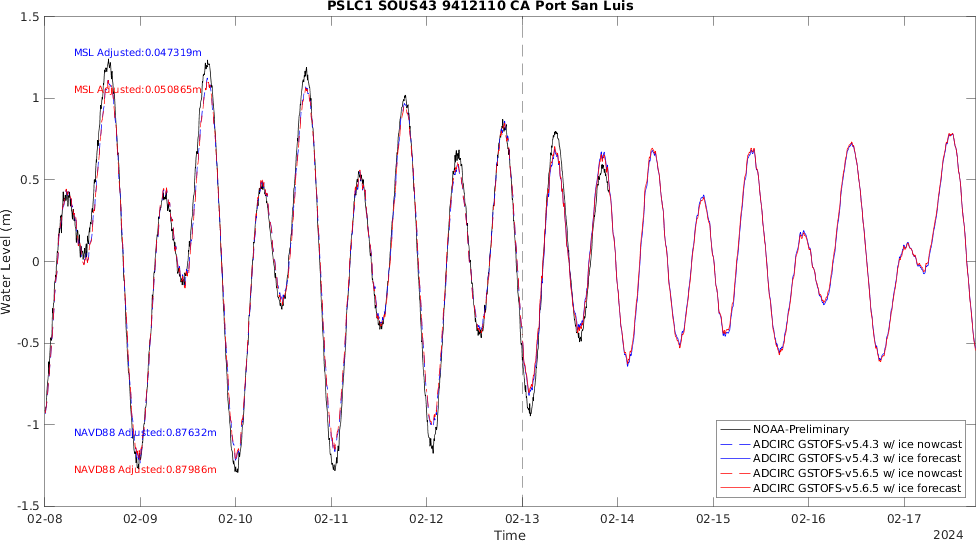 PSLC1 SOUS43 9412110 CA Port San Luis
1.5
MSL Adjusted:0.047319m
1
MSL Adjusted:0.050865m
0.5
0
Water Level (m)
-0.5
-1
NAVD88 Adjusted:0.87632m
NAVD88 Adjusted:0.87986m
-1.5
NOAA-Preliminary
ADCIRC GSTOFS-v5.4.3 w/ ice nowcast
ADCIRC GSTOFS-v5.4.3 w/ ice forecast
ADCIRC GSTOFS-v5.6.5 w/ ice nowcast
ADCIRC GSTOFS-v5.6.5 w/ ice forecast
02-08 02-09 02-10 02-11 02-12 02-13 02-14 02-15 02-16 02-17
Time
2024